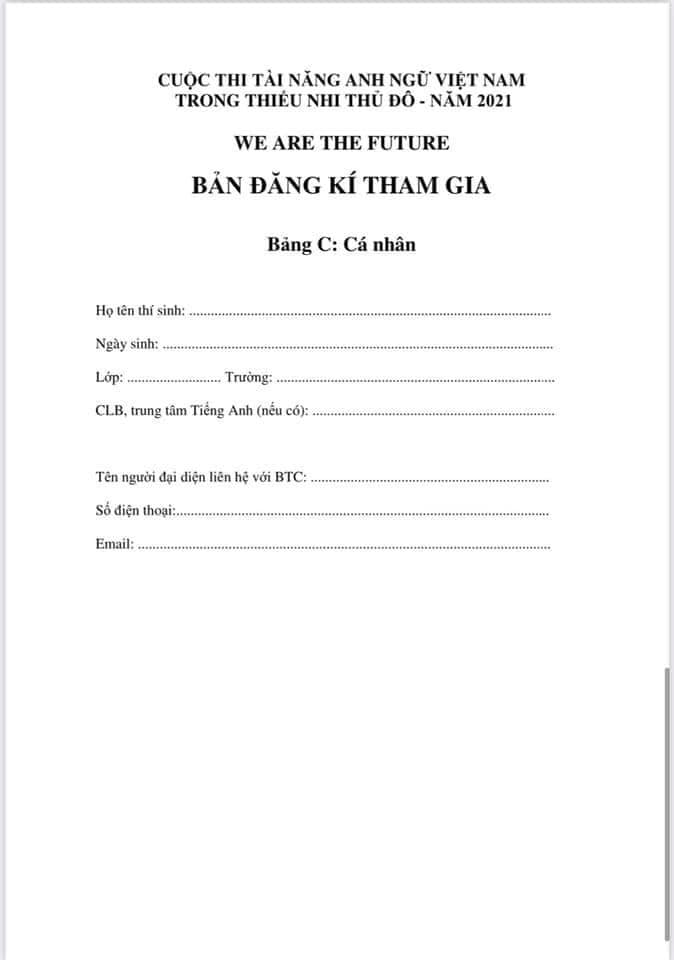 CUỘC THI TÀI NĂNG ANH NGỮ VIỆT NAM
TRONG THIẾU NHI THỦ ĐÔ - NĂM 2021
WE ARE THE FUTURE
BẢN ĐĂNG KÍ THAM GIA
Bảng C: Cá nhân
Họ tên thí sinh: ....................................................................................................
Ngày sinh: ............................................................................................................
Lớp: .......................... Trường: .............................................................................
CLB, trung tâm Tiếng Anh (nếu có): ...................................................................
Tên người đại diện liên hệ với BTC: ..................................................................
Số điện thoại:.......................................................................................................
Email: ..................................................................................................................